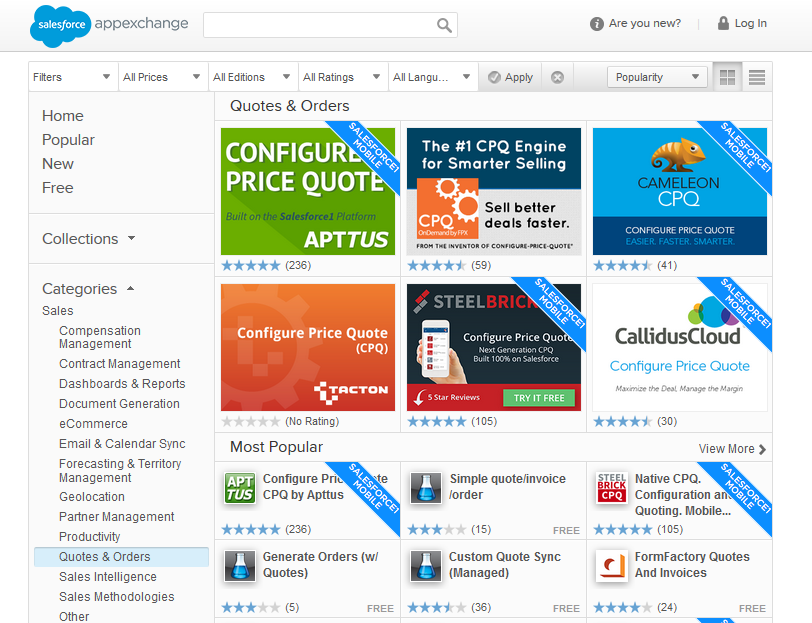 salesforce appexchange
Are you new?
Log In
Filters
All Prices
All Editions
All Ratings
All Langu...
Apply
Popularity
Home
Popular
New
Free
Collections
Categories
Sales
Compensation
Management
Contract Management
Dashboards & Reports
Document Generation
eCommerce
Email & Calendar Sync
Forecasting & Territory
Management
Geolocation
Partner Management
Productivity
Quotes & Orders
Sales Intelligence
Sales Methodologies
Other
Quotes & Orders
CONFIGURE
PRICE QUOTE
Built on the Salesforce1 Platform
APTTUS
SALESFORCE1
MOBILE
(236)
The #1 CPQ Engine
for Smarter Selling
CPQ
OnDemand by FPX
Sell better
deals faster.
FROM THE INVENTOR OF CONFIGURE-PRICE-QUOTE®
(59)
CAMELEON
CPQ
CONFIGURE PRICE QUOTE
EASIER. FASTER. SMARTER.
SALESFORCE1
MOBILE
(41)
Configure Price Quote
(CPQ)
TACTON
(No Rating)
STEELBRICK
Configure Price Quote
Next Generation CPQ
Built 100% on Salesforce
5 Star Reviews
TRY IT FREE
SALESFORCE1
MOBILE
(105)
CallidusCloud
Configure Price Quote
Maximize the Deal, Manage the Margin
SALESFORCE1
MOBILE
(30)
Most Popular
View More
APT
TUS
Configure Price Quote
CPQ by Apttus
SALESFORCE1
MOBILE
(236)
Simple quote/invoice
/order
(15)
FREE
STEEL
BRICK
CPQ
Native CPQ.
Configuration and
Quoting. Mobile...
SALESFORCE1
MOBILE
(105)
Generate Orders (w/
Quotes)
(5)
FREE
Custom Quote Sync
(Managed)
(36)
FREE
FormFactory Quotes
And Invoices
(24)
FREE